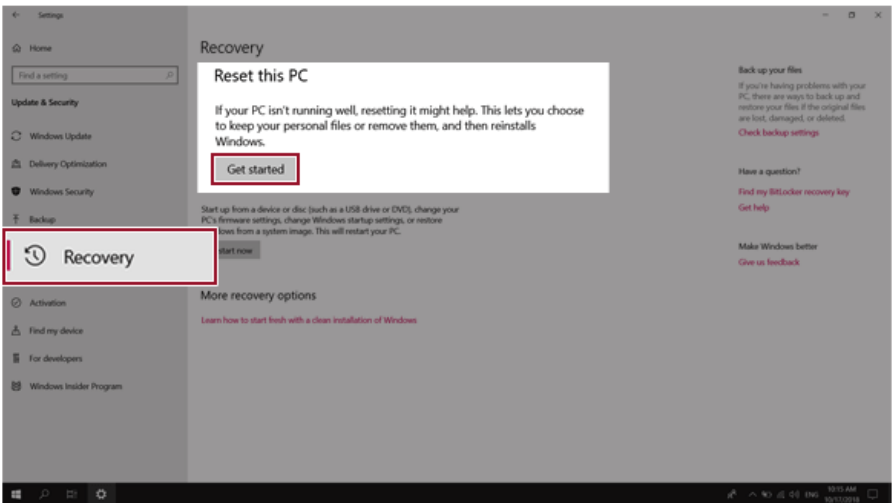 Settings
Home
Find a setting
Update & Security
Windows Update
Delivery Optimization
Windows Security
Backup
Recovery
Activation
Find my device
For developers
Windows Insider Program
Recovery
Reset this PC
If your PC isn't running well, resetting it might help. This lets you choose
to keep your personal files or remove them, and then reinstalls
Windows.
Get started
Start up from a device or disc (such as a USB drive or DVD), change your
PC's firmware settings, change Windows startup settings, or restore
ows from a system image. This will restart your PC.
start now
More recovery options
Learn how to start fresh with a clean installation of Windows
Back up your files
If you're having problems with your
PC, there are ways to back up and
restore your files if the original files
are lost, damaged, or deleted.
Check backup settings
Have a question?
Find my BitLocker recovery key
Get help
Make Windows better
Give us feedback
ENG
10:15 AM
10/17/2018